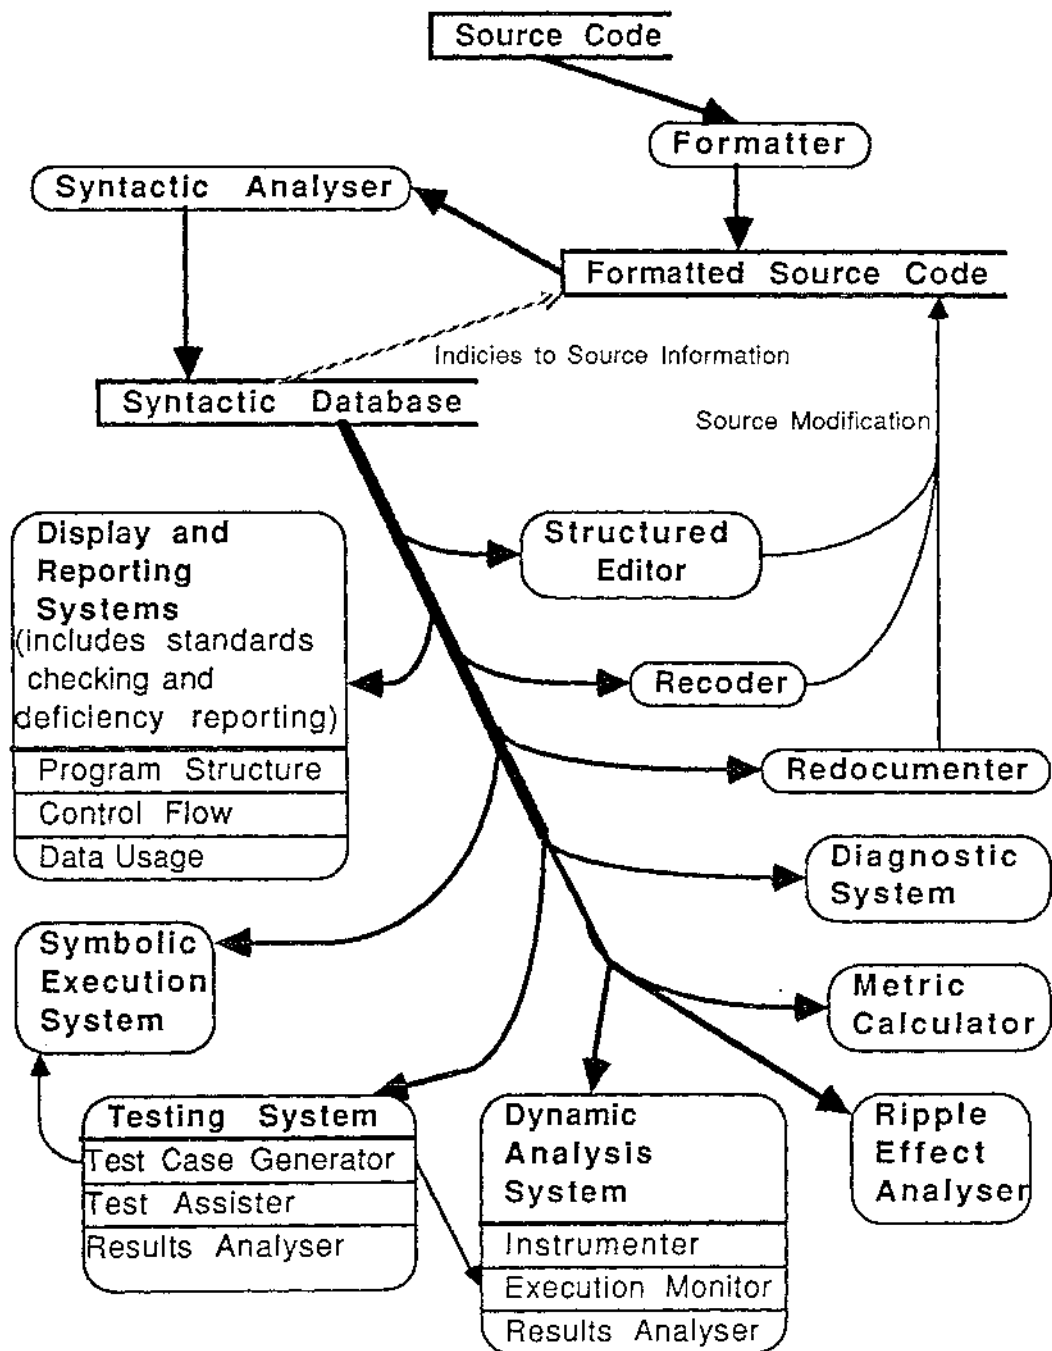 Source Code
Formatter
Syntactic Analyser
Formatted Source Code
Indicies to Source Information
Syntactic Database
Source Modification
Display and
Reporting
Systems
(includes standards
checking and
deficiency reporting)
Program Structure
Control Flow
Data Usage
Structured
Editor
Recoder
Redocumenter
Diagnostic
System
Symbolic
Execution
System
Metric
Calculator
Testing System
Test Case Generator
Test Assister
Results Analyser
Dynamic
Analysis
System
Instrumenter
Execution Monitor
Results Analyser
Ripple
Effect
Analyser